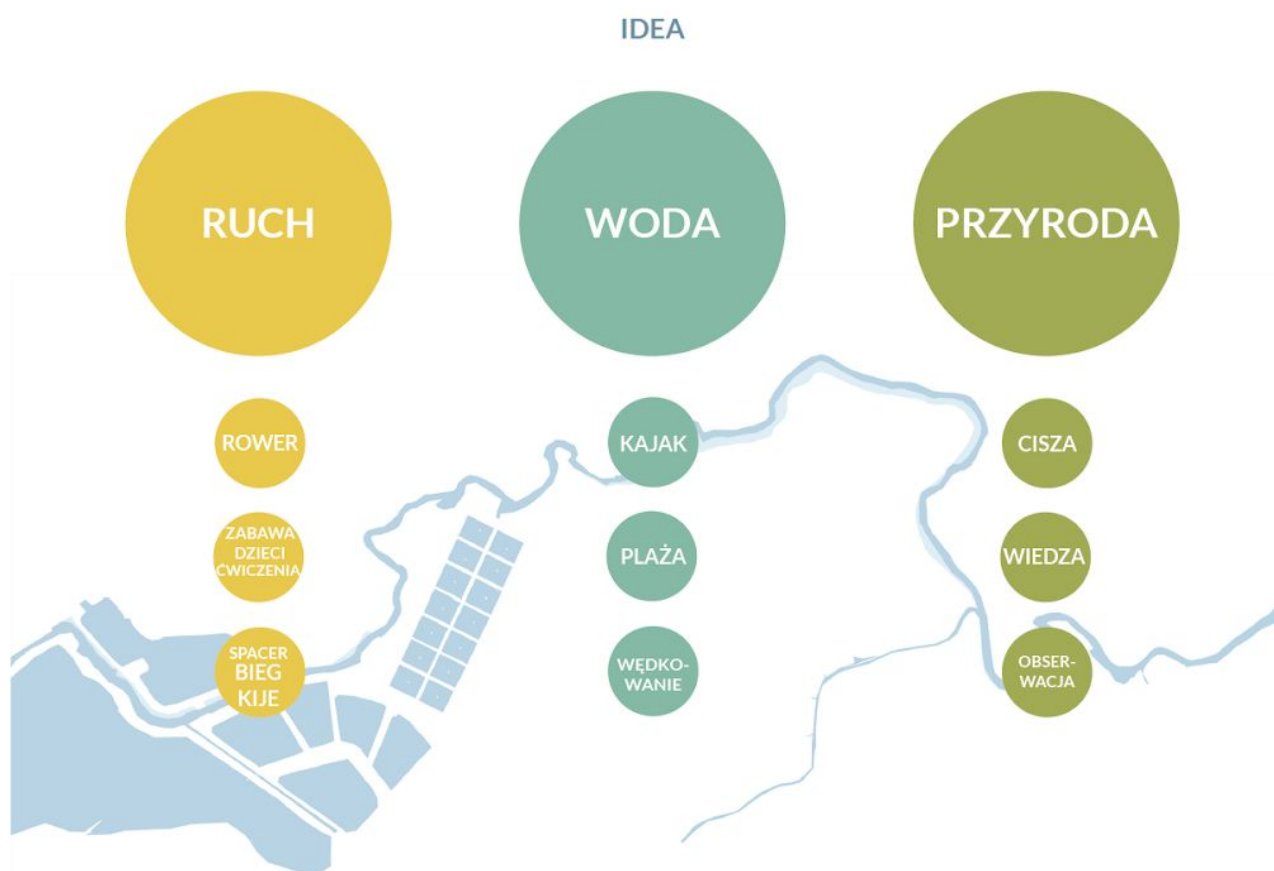 IDEA
RUCH
WODA
PRZYRODA
ROWER
KAJAK
CISZA
ZABAWA
DZIECI
ĆWICZENIA
PLAŻA
WIEDZA
SPACER
BIEG
KIJE
WĘDKO-
WANIE
OBSER-
WACJA